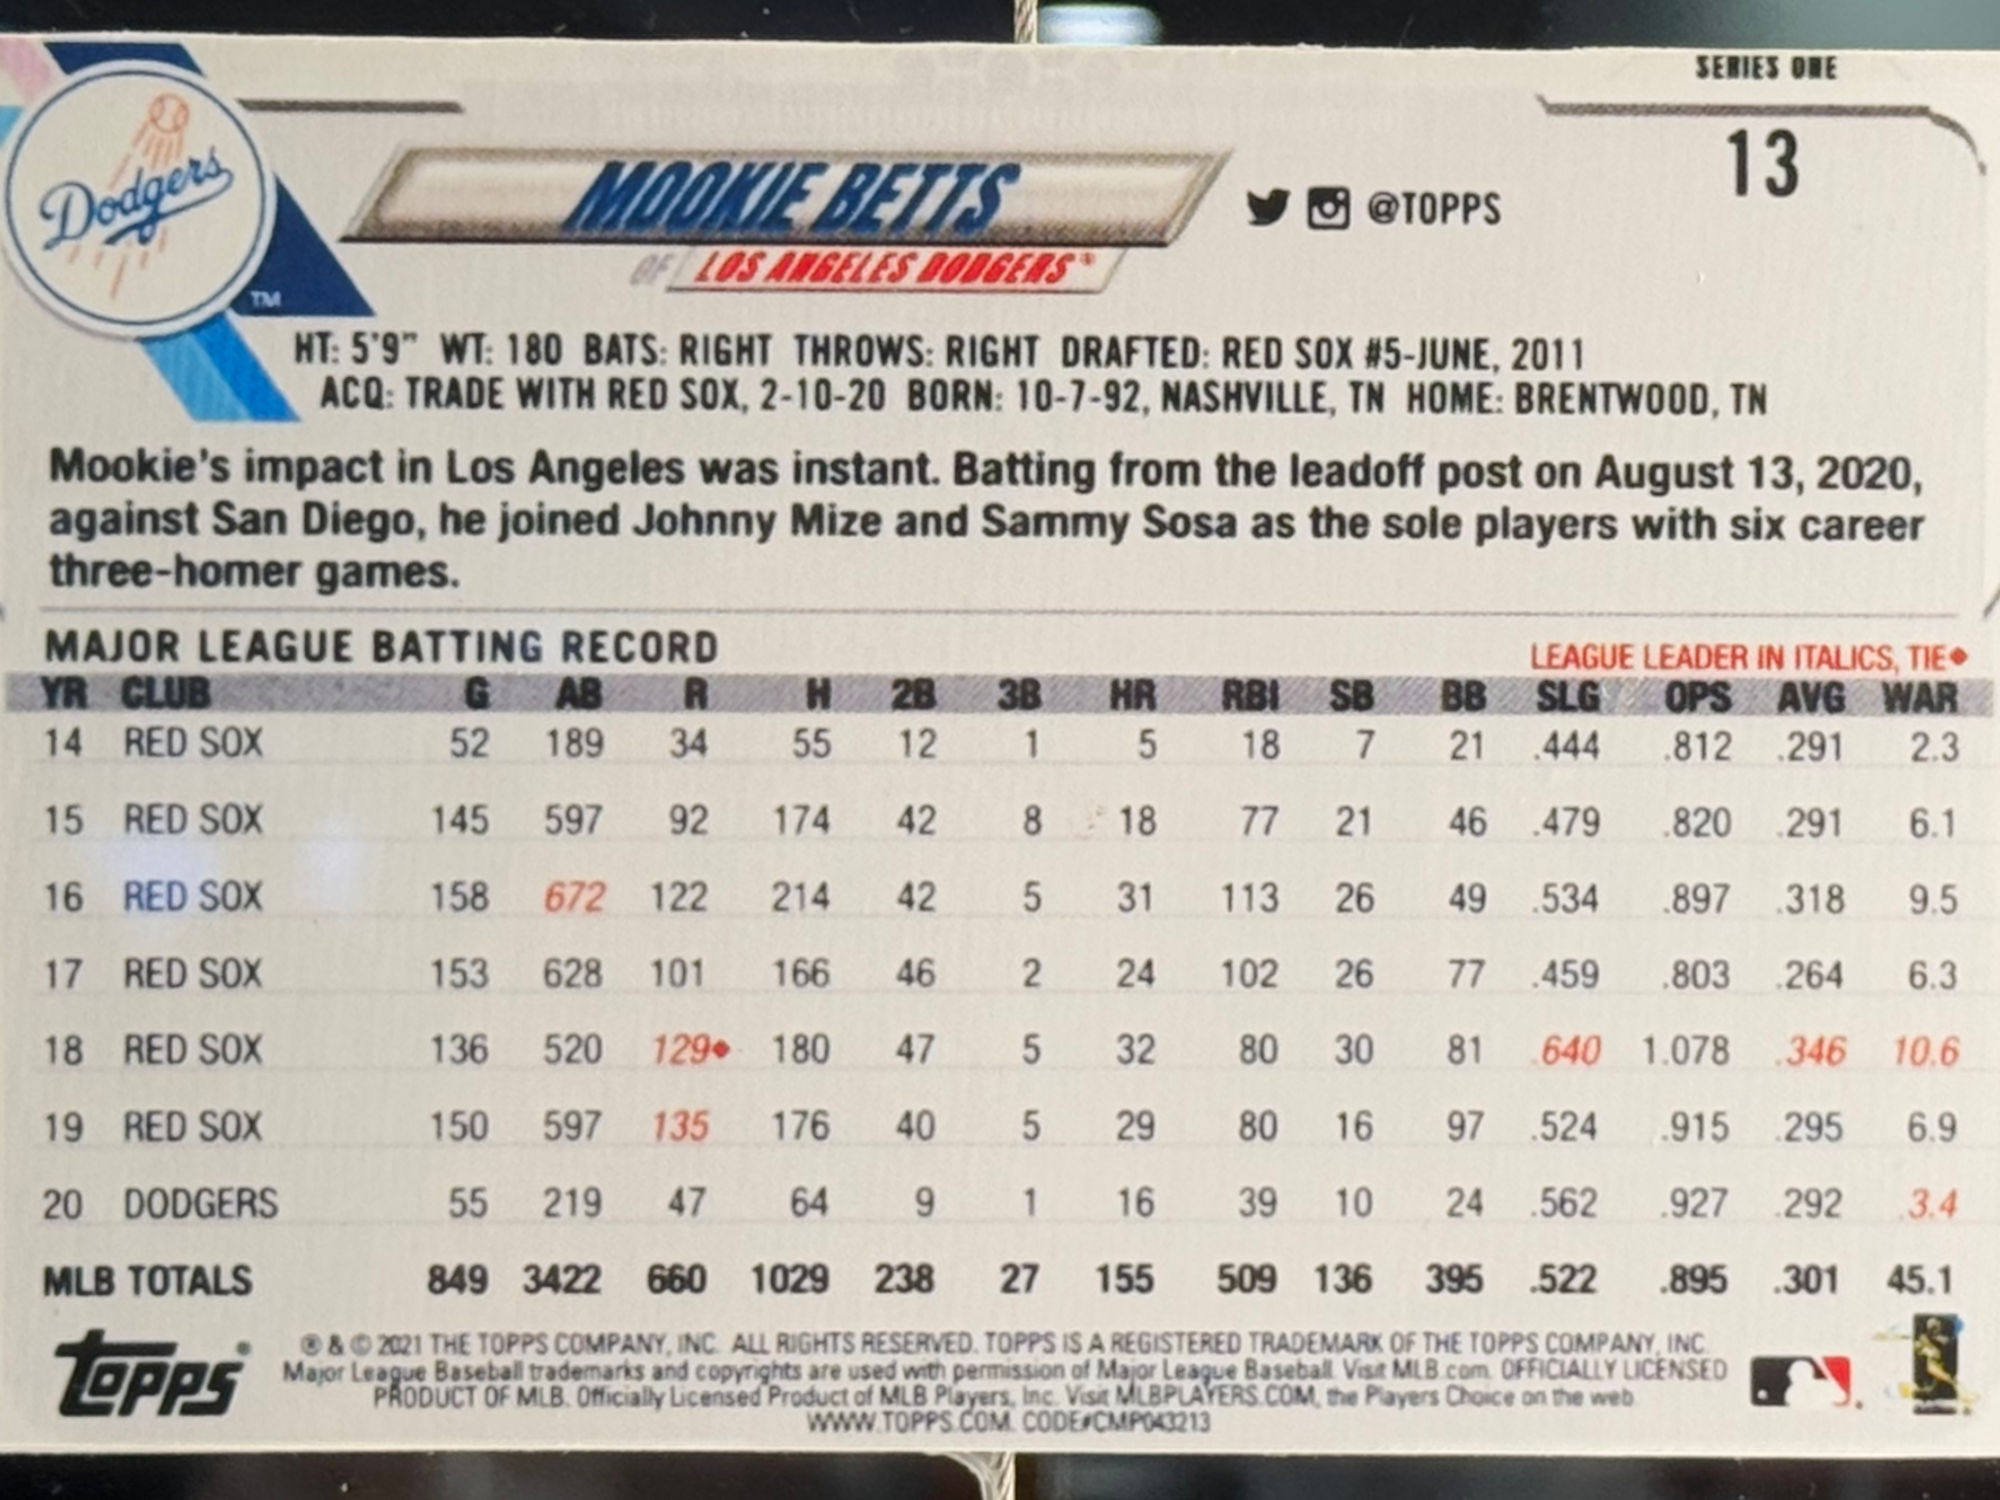 SERIES ONE
13
Dodgers
TM
MOOKIE BETTS
@TOPPS
OF LOS ANGELES DODGERS®
HT: 5'9" WT: 180 BATS: RIGHT THROWS: RIGHT DRAFTED: RED SOX #5-JUNE, 2011
ACQ: TRADE WITH RED SOX, 2-10-20 BORN: 10-7-92, NASHVILLE, TN HOME: BRENTWOOD, TN
Mookie's impact in Los Angeles was instant. Batting from the leadoff post on August 13, 2020,
against San Diego, he joined Johnny Mize and Sammy Sosa as the sole players with six career
three-homer games.
MAJOR LEAGUE BATTING RECORD
LEAGUE LEADER IN ITALICS, TIE♦
YR CLUB G AB R H 2B 3B HR RBI SB BB SLG OPS AVG WAR
14 RED SOX 52 189 34 55 12 1 5 18 7 21 .444 .812 .291 2.3
15 RED SOX 145 597 92 174 42 8 18 77 21 46 .479 .820 .291 6.1
16 RED SOX 158 672 122 214 42 5 31 113 26 49 .534 .897 .318 9.5
17 RED SOX 153 628 101 166 46 2 24 102 26 77 .459 .803 .264 6.3
18 RED SOX 136 520 129♦ 180 47 5 32 80 30 81 .640 1.078 .346 10.6
19 RED SOX 150 597 135 176 40 5 29 80 16 97 .524 .915 .295 6.9
20 DODGERS 55 219 47 64 9 1 16 39 10 24 .562 .927 .292 3.4
MLB TOTALS 849 3422 660 1029 238 27 155 509 136 395 .522 .895 .301 45.1
topps®
® & © 2021 THE TOPPS COMPANY, INC. ALL RIGHTS RESERVED. TOPPS IS A REGISTERED TRADEMARK OF THE TOPPS COMPANY, INC.
Major League Baseball trademarks and copyrights are used with permission of Major League Baseball. Visit MLB.com. OFFICIALLY LICENSED
PRODUCT OF MLB. Officially Licensed Product of MLB Players, Inc. Visit MLBPLAYERS.COM, the Players Choice on the web.
WWW.TOPPS.COM. CODE#CMP043213